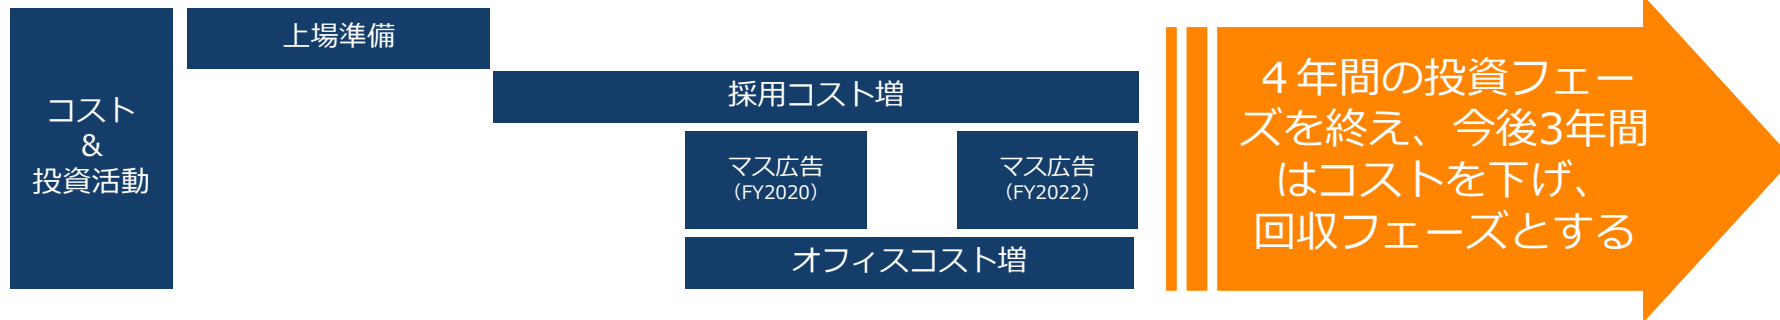 コスト
&
投資活動
上場準備
採用コスト増
マス広告
（FY2020）
マス広告
（FY2022）
オフィスコスト増
４年間の投資フェー
ズを終え、今後3年間
はコストを下げ、
回収フェーズとする